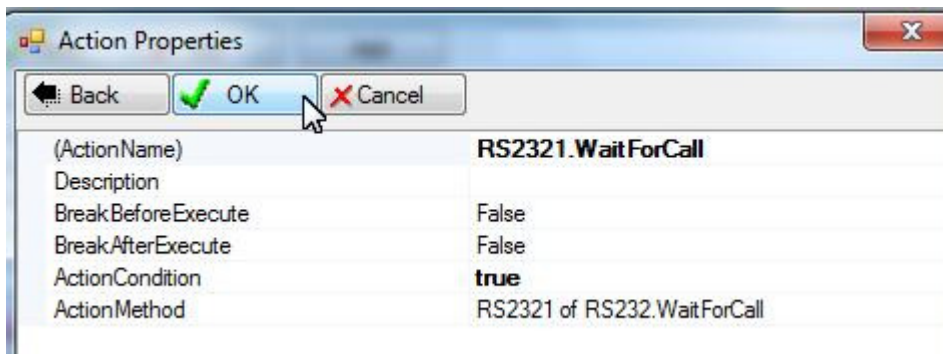 Action Properties
Back OK Cancel
(ActionName) RS2321.WaitForCall
Description
BreakBeforeExecute False
BreakAfterExecute False
ActionCondition true
ActionMethod RS2321 of RS232.WaitForCall